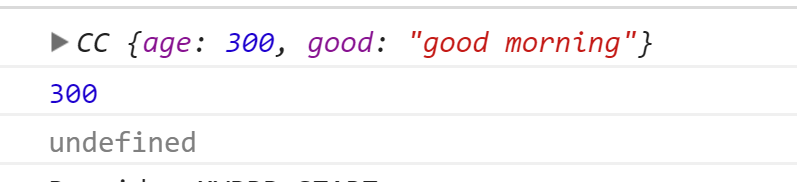 CC {age: 300, good: "good morning"}
300
undefined